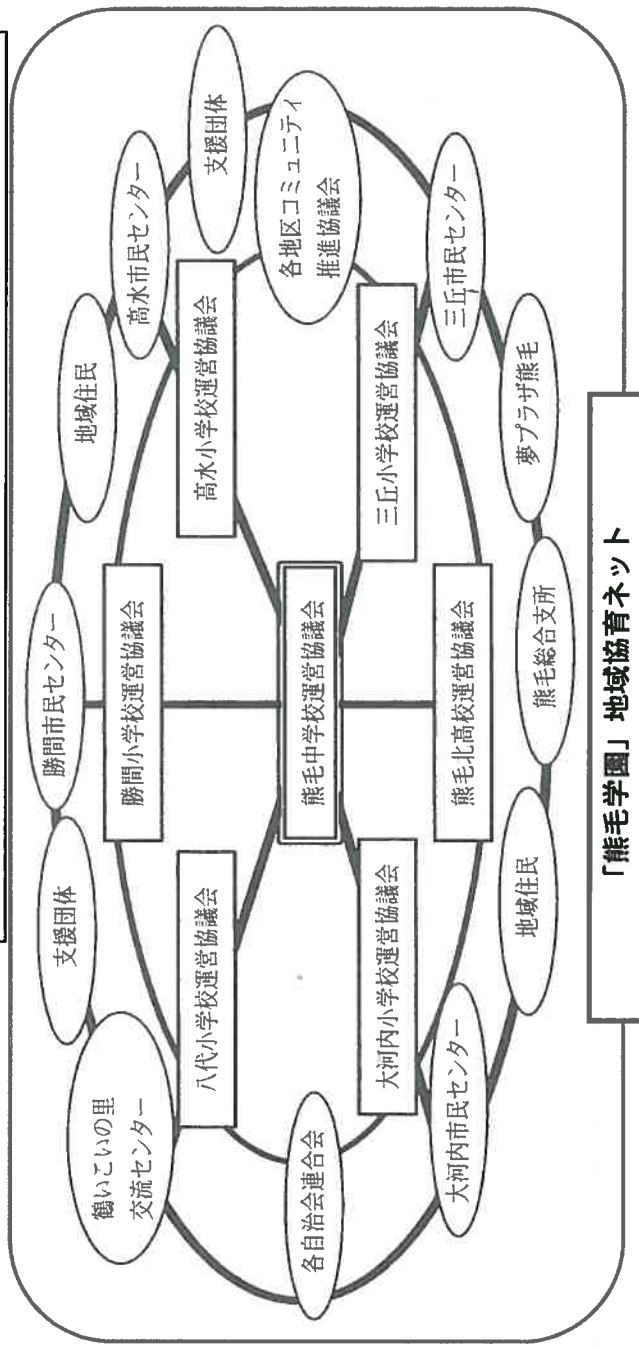 支援団体
勝間市民センター
地域住民
高水市民センター
支援団体
鶴いこいの里
交流センター
八代小学校運営協議会
勝間小学校運営協議会
高水小学校運営協議会
各地区コミュニティ
推進協議会
熊毛中学校運営協議会
各自治会連合会
大河内小学校運営協議会
熊毛北高校運営協議会
三丘小学校運営協議会
大河内市民センター
地域住民
熊毛総合支所
夢プラザ熊毛
三丘市民センター
「熊毛学園」地域協育ネット